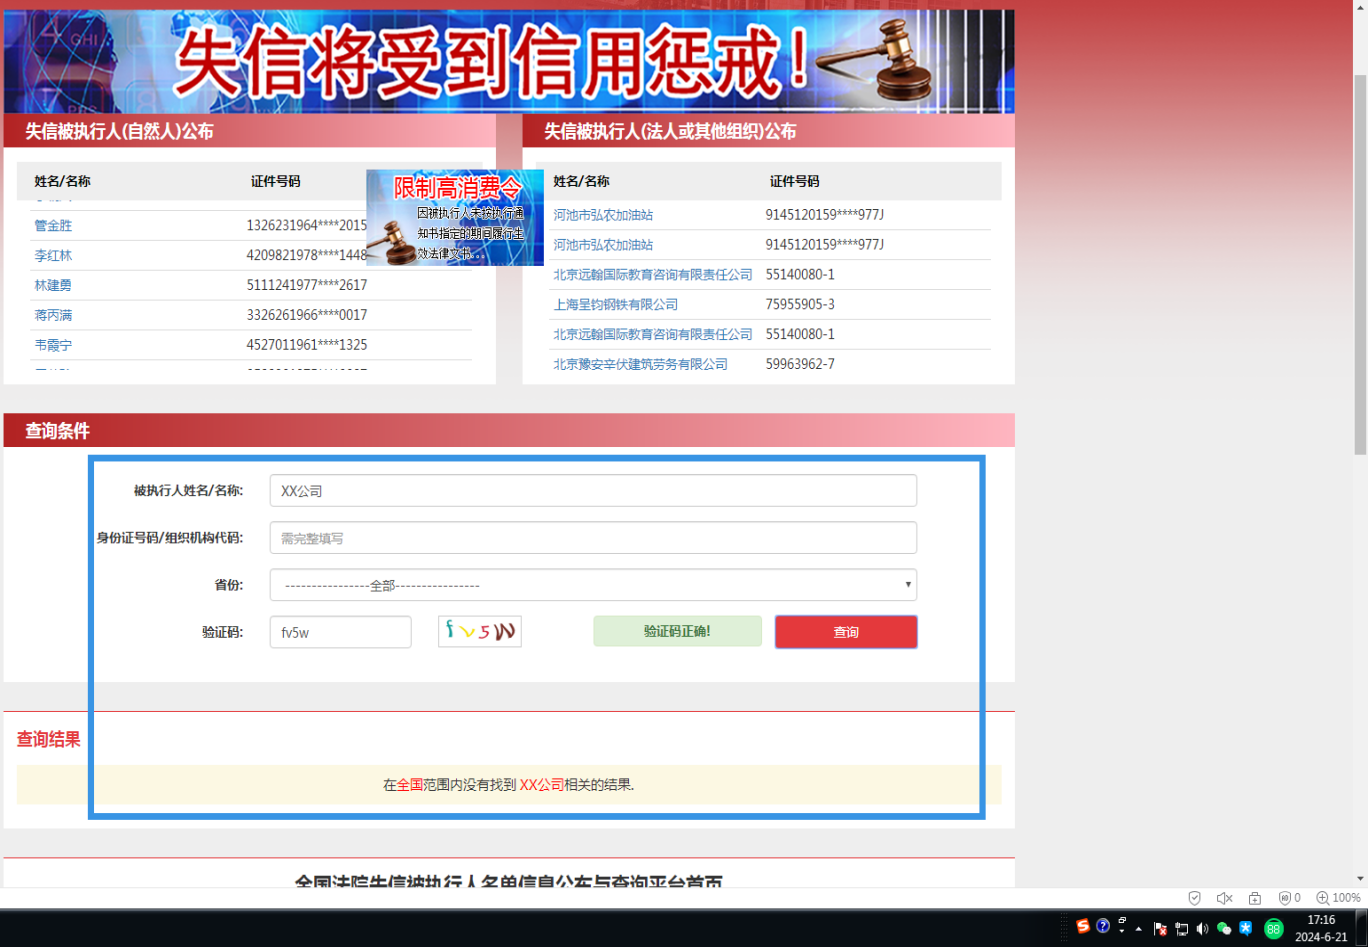 失信将受到信用惩戒！
失信被执行人(自然人)公布
失信被执行人(法人或其他组织)公布
姓名/名称 证件号码
限制高消费令
因被执行人未被执行通
知书指定的期间履行生
效法律文书...
管金胜 1326231964****2015
李红林 4209821978****1448
林建勇 5111241977****2617
蒋丙满 3326261966****0017
韦霞宁 4527011961****1325
姓名/名称 证件号码
河池市弘农加油站 9145120159****977J
河池市弘农加油站 9145120159****977J
北京远翰国际教育咨询有限责任公司 55140080-1
上海呈钧钢铁有限公司 75955905-3
北京远翰国际教育咨询有限责任公司 55140080-1
北京豫安辛伏建筑劳务有限公司 59963962-7
查询条件
被执行人姓名/名称: XX公司
身份证号码/组织机构代码: 需完整填写
省份: ----------------全部----------------
验证码: fv5w fv5W 验证码正确! 查询
查询结果
在全国范围内没有找到 XX公司相关的结果.
全国法院失信被执行人名单信息公布与查询平台首页
0 100%
88 17:16
2024-6-21